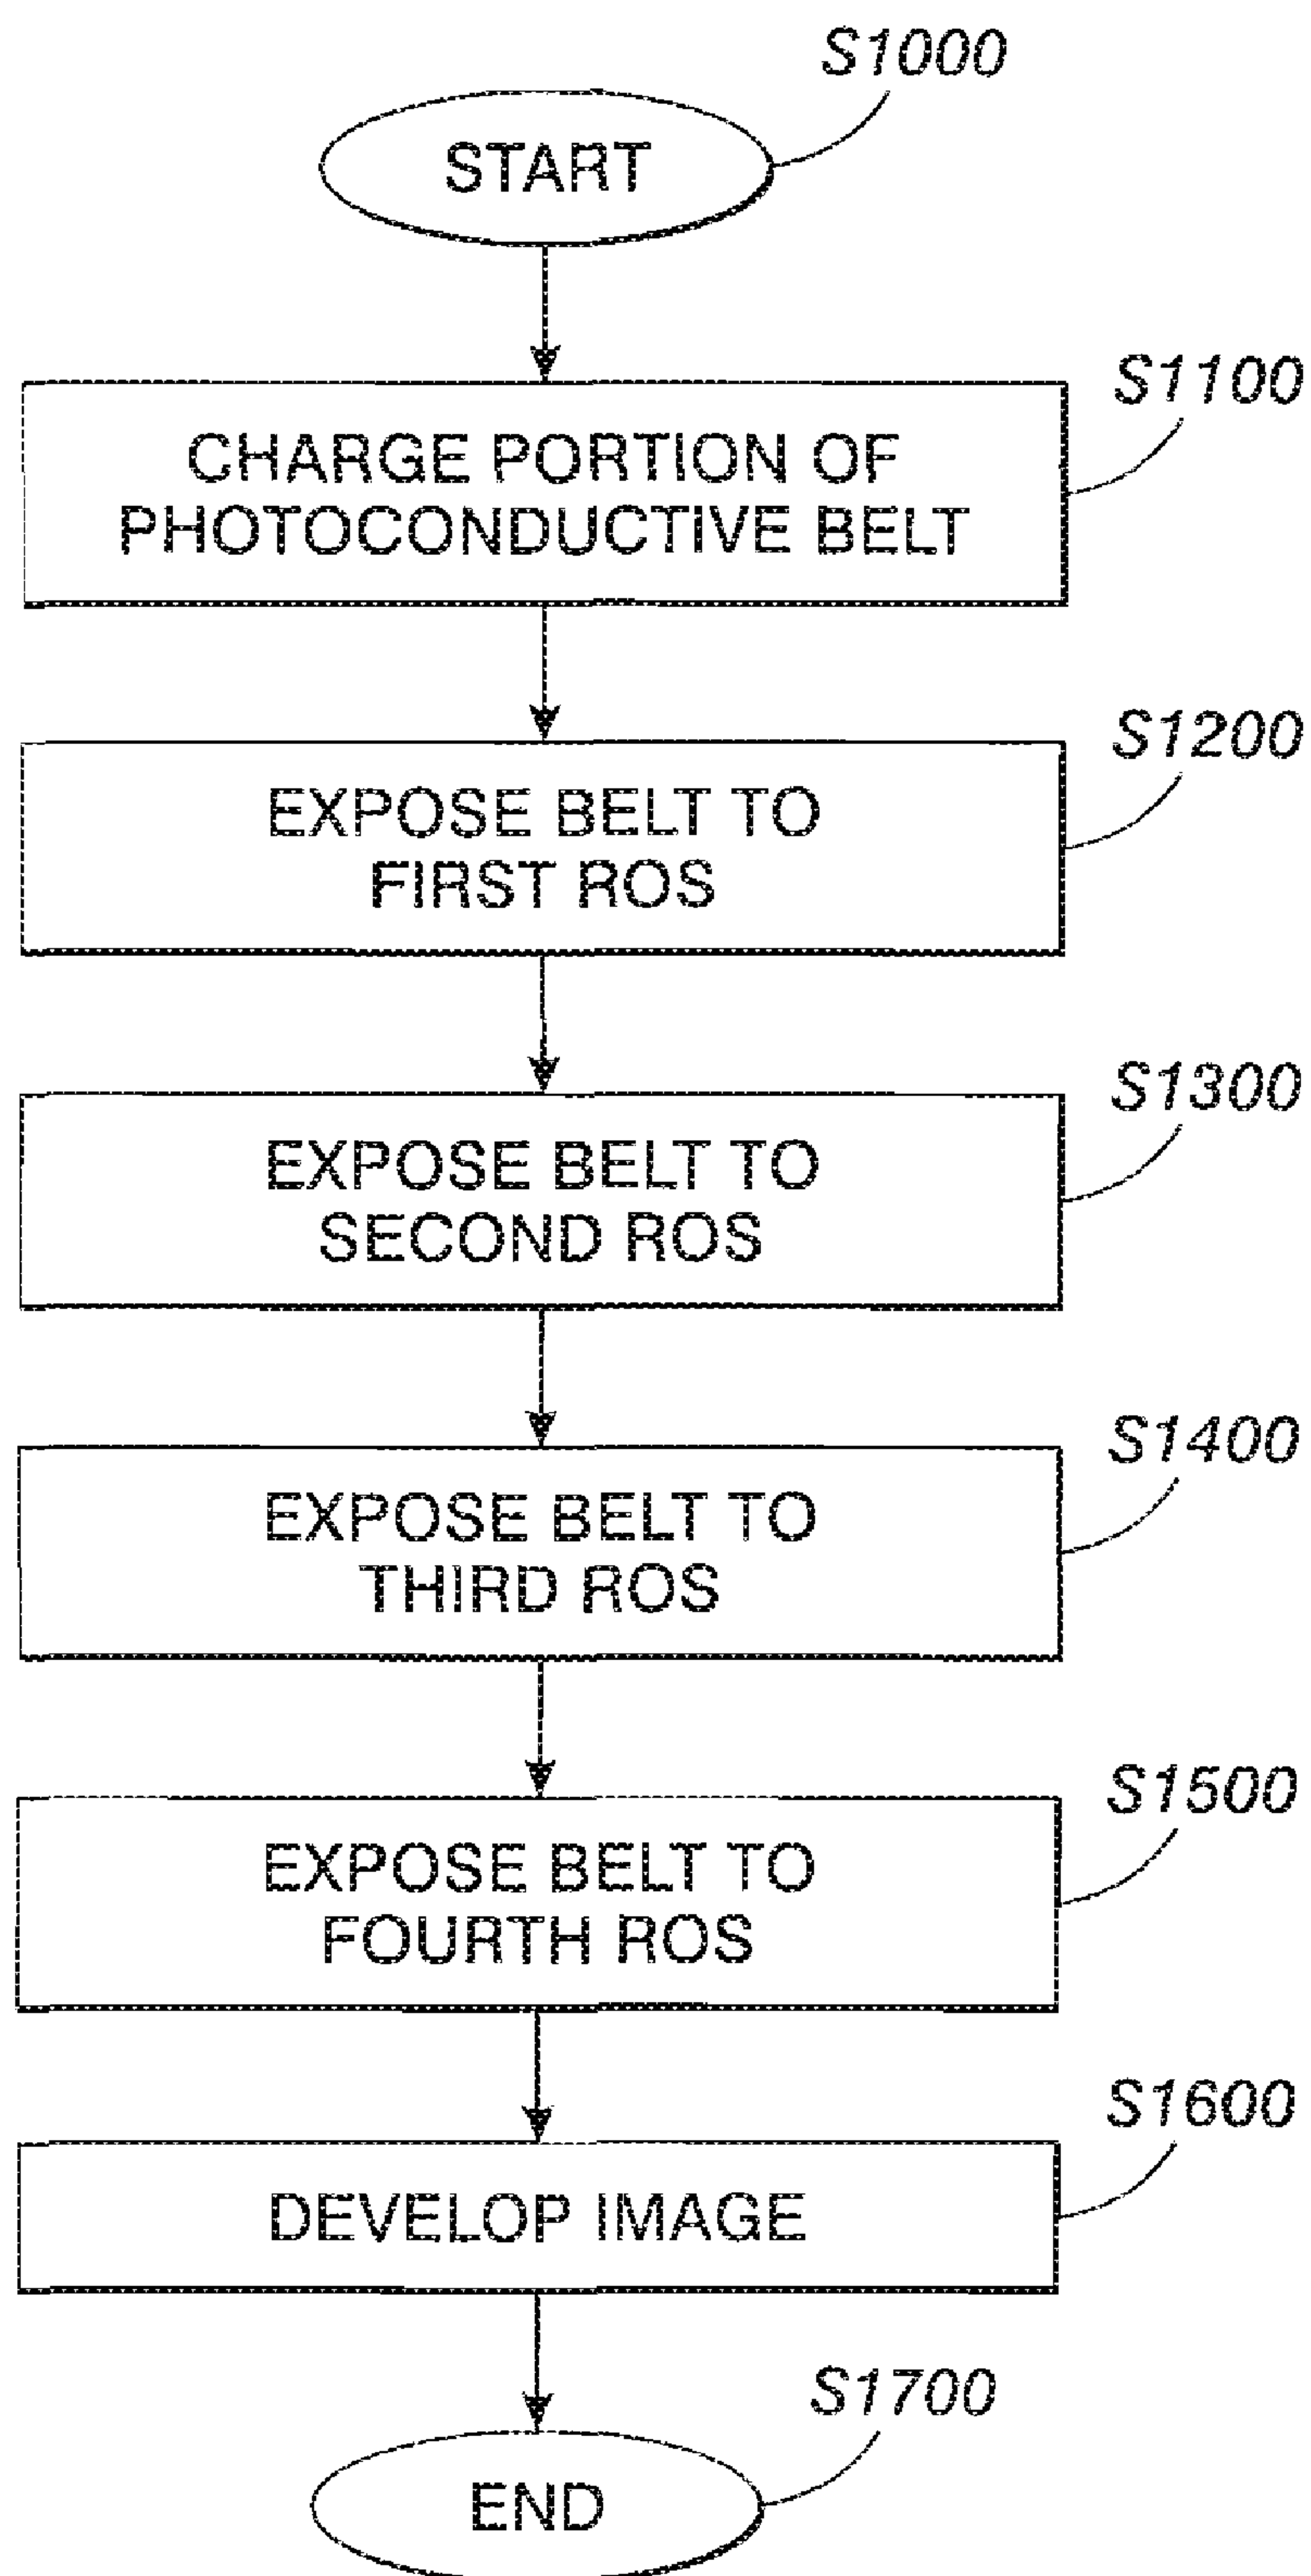 S1000
START
S1100
CHARGE PORTION OF
PHOTOCONDUCTIVE BELT
S1200
EXPOSE BELT TO
FIRST ROS
S1300
EXPOSE BELT TO
SECOND ROS
S1400
EXPOSE BELT TO
THIRD ROS
S1500
EXPOSE BELT TO
FOURTH ROS
S1600
DEVELOP IMAGE
S1700
END